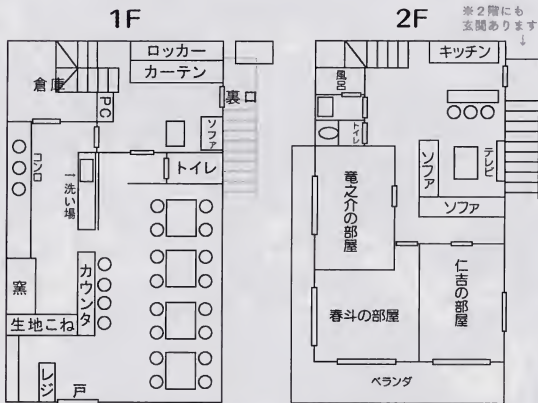 1F
2F
※2階にも
玄関あります
↓
ロッカー
カーテン
倉庫
PC
裏口
ソファ
トイレ
コンロ
洗い場
窯
カウンタ
生地こね
レジ
戸
キッチン
風呂
トイレ
ソファ
テレビ
ソファ
竜之介の部屋
春斗の部屋
仁吉の部屋
ベランダ